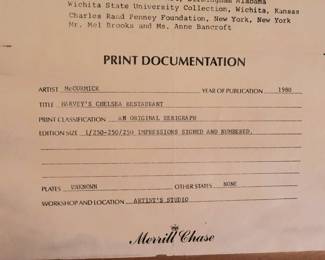 Birmingham Alabama
Wichita State University Collection, Wichita, Kansas
Charles Rand Penney Foundation, New York, New York
Mr. Mel Brooks and Ms. Anne Bancroft
PRINT DOCUMENTATION
ARTIST McCORMICK YEAR OF PUBLICATION 1980
TITLE HARVEY'S CHELSEA RESTAURANT
PRINT CLASSIFICATION AN ORIGINAL SERIGRAPH
EDITION SIZE 1/250-250/250 IMPRESSIONS SIGNED AND NUMBERED.
PLATES UNKNOWN OTHER STATES NONE
WORKSHOP AND LOCATION ARTIST'S STUDIO
Merrill Chase